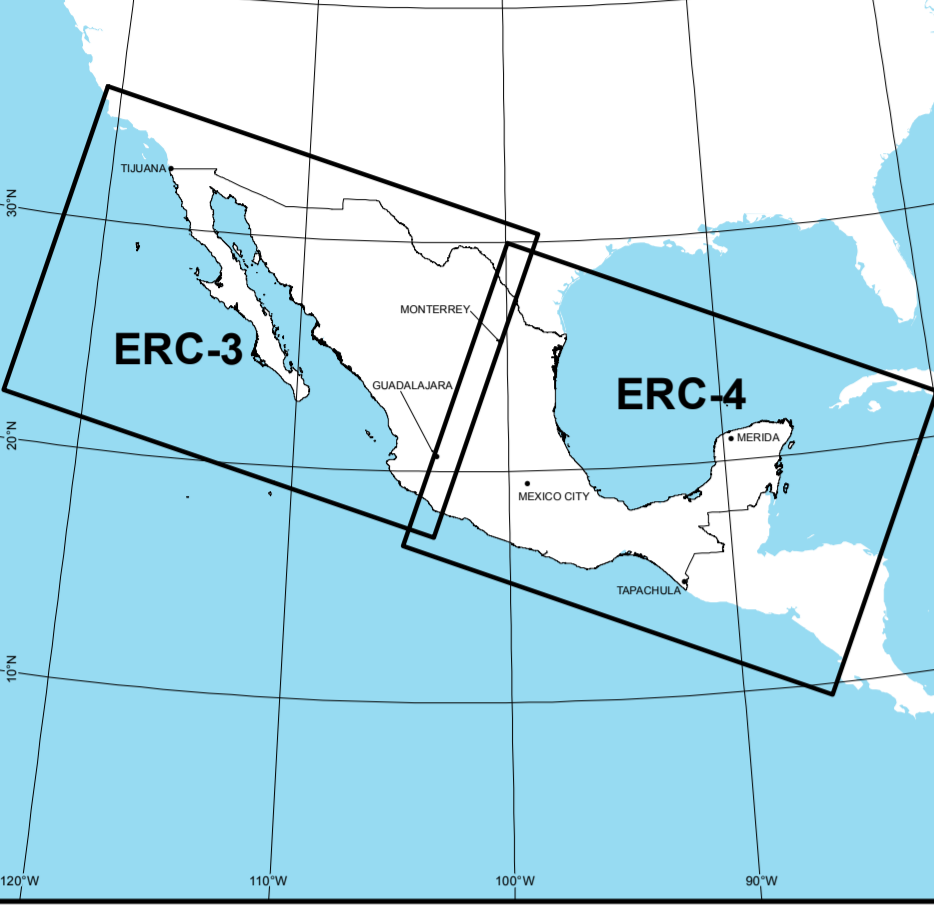 TIJUANA
30°N
MONTERREY
ERC-3
GUADALAJARA
ERC-4
20°N
MERIDA
MEXICO CITY
TAPACHULA
10°N
120°W
110°W
100°W
90°W